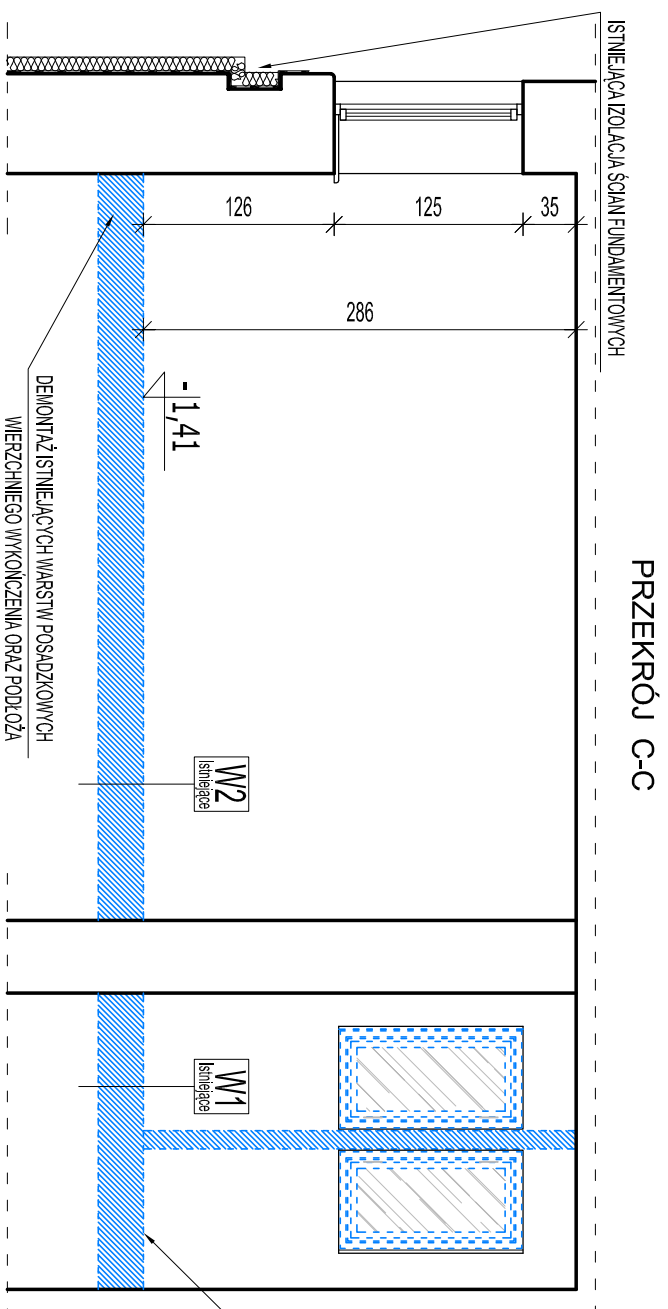 PRZEKRÓJ C-C
ISTNIEJĄCA IZOLACJA ŚCIAN FUNDAMENTOWYCH
35
125
126
286
- 1,41
W2
Istniejące
W1
Istniejące
DEMONTAŻ ISTNIEJĄCYCH WARSTW POSADZKOWYCH
WIERZCHNIEGO WYKOŃCZENIA ORAZ PODŁOŻA